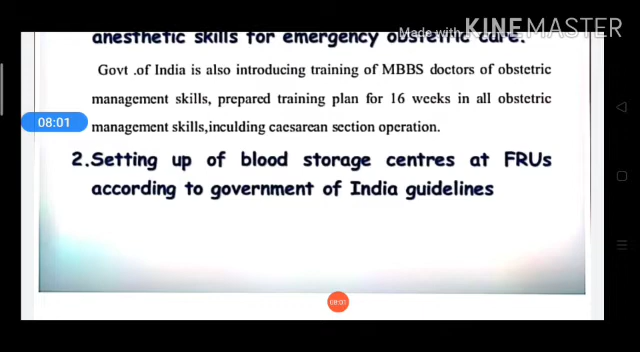 Made with KINEMASTER
anesthetic skills for emergency obstetric care.
Govt .of India is also introducing training of MBBS doctors of obstetric
management skills, prepared training plan for 16 weeks in all obstetric
08:01
management skills,inculding caesarean section operation.
2.Setting up of blood storage centres at FRUs
according to government of India guidelines
08:01